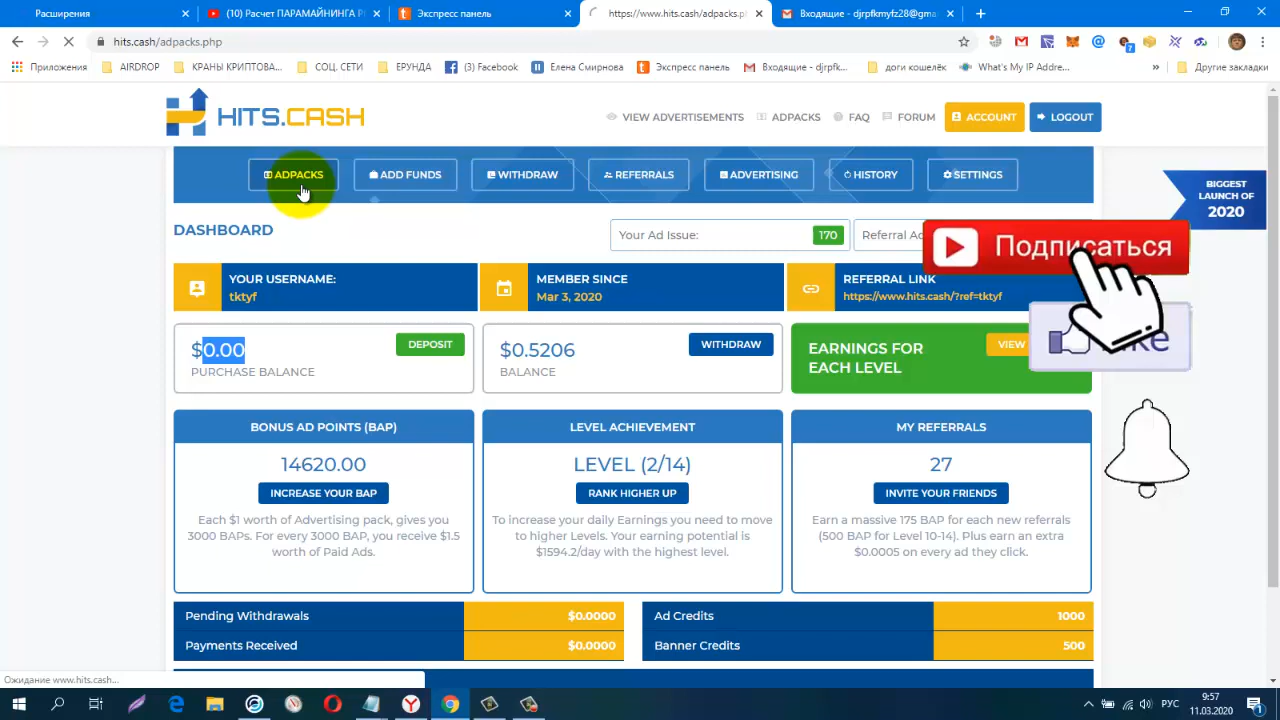 Расширения
(10) Расчет ПАРАМАЙНИНГА P
Экспресс панель
https://www.hits.cash/adpacks.php
Входящие - djrpfkmyfz28@gma
hits.cash/adpacks.php
7
Приложения
AIRDROP
КРАНЫ КРИПТОВА...
СОЦ. СЕТИ
ЕРУНДА
(3) Facebook
Елена Смирнова
Экспресс панель
Входящие - djrpfk...
доги кошелёк
What's My IP Addre...
»
Другие закладки
HITS.CASH
VIEW ADVERTISEMENTS
ADPACKS
FAQ
FORUM
ACCOUNT
LOGOUT
ADPACKS
ADD FUNDS
WITHDRAW
REFERRALS
ADVERTISING
HISTORY
SETTINGS
BIGGEST
LAUNCH OF
2020
DASHBOARD
Your Ad Issue:
170
Referral Ad
Подписаться
YOUR USERNAME:
tktyf
MEMBER SINCE
Mar 3, 2020
REFERRAL LINK
https://www.hits.cash/?ref=tktyf
$0.00
PURCHASE BALANCE
DEPOSIT
$0.5206
BALANCE
WITHDRAW
EARNINGS FOR
EACH LEVEL
VIEW
BONUS AD POINTS (BAP)
14620.00
INCREASE YOUR BAP
Each $1 worth of Advertising pack, gives you
3000 BAPs. For every 3000 BAP, you receive $1.5
worth of Paid Ads.
LEVEL ACHIEVEMENT
LEVEL (2/14)
RANK HIGHER UP
To increase your daily Earnings you need to move
to higher Levels. Your earning potential is
$1594.2/day with the highest level.
MY REFERRALS
27
INVITE YOUR FRIENDS
Earn a massive 175 BAP for each new referrals
(500 BAP for Level 10-14). Plus earn an extra
$0.0005 on every ad they click.
Pending Withdrawals
$0.0000
Payments Received
$0.0000
Ad Credits
1000
Banner Credits
500
Ожидание www.hits.cash...
РУС
9:57
11.03.2020